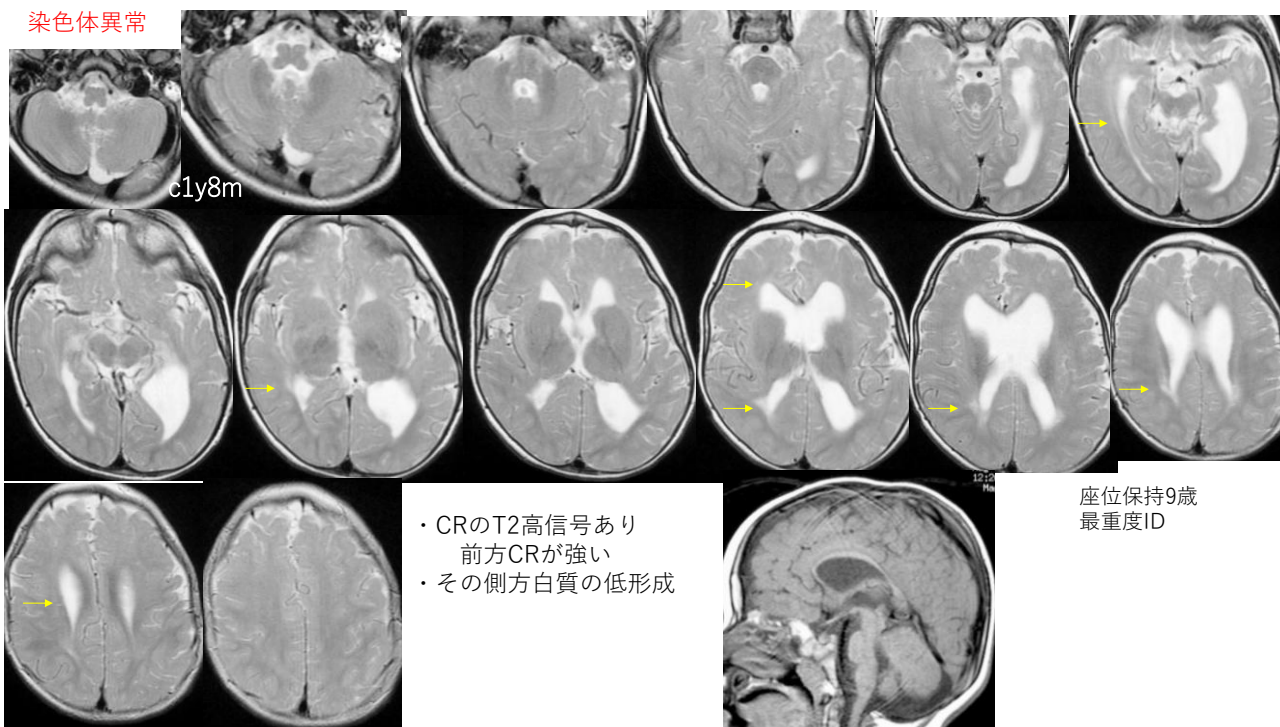 染色体異常
c1y8m
・CRのT2高信号あり
前方CRが強い
・その側方白質の低形成
座位保持9歳
最重度ID